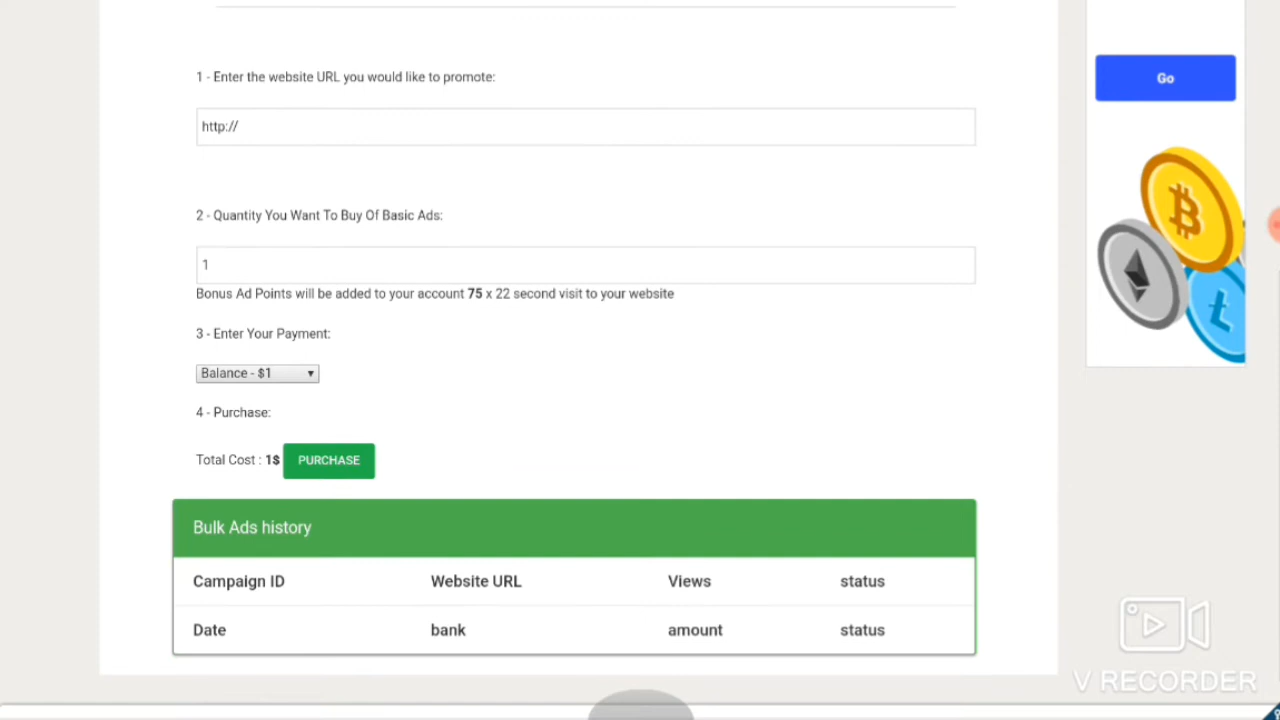 1 - Enter the website URL you would like to promote:
http://
2 - Quantity You Want To Buy Of Basic Ads:
1
Bonus Ad Points will be added to your account 75 x 22 second visit to your website
3 - Enter Your Payment:
Balance - $1
4 - Purchase:
Total Cost : 1$ PURCHASE
Bulk Ads history
Campaign ID Website URL Views status
Date bank amount status
Go
V RECORDER